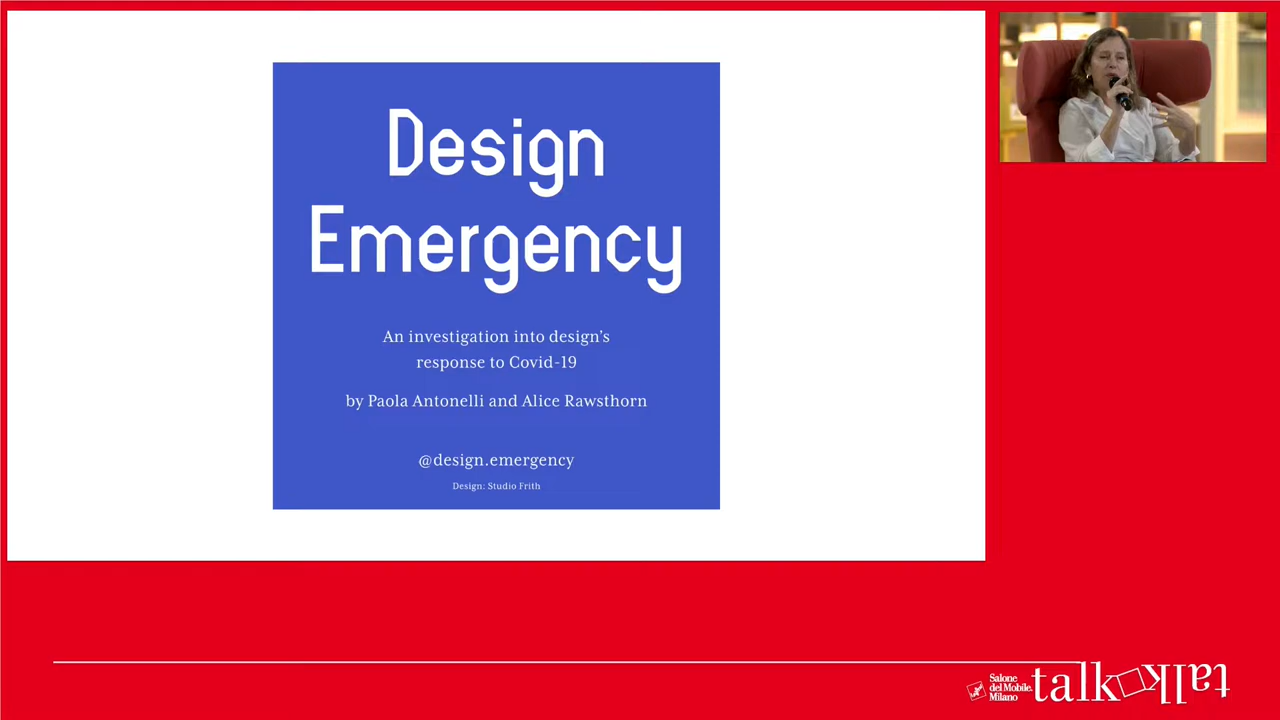 Design
Emergency
An investigation into design's
response to Covid-19
by Paola Antonelli and Alice Rawsthorn
@design.emergency
Design: Studio Frith
Salone
del Mobile.
Milano
talk talk